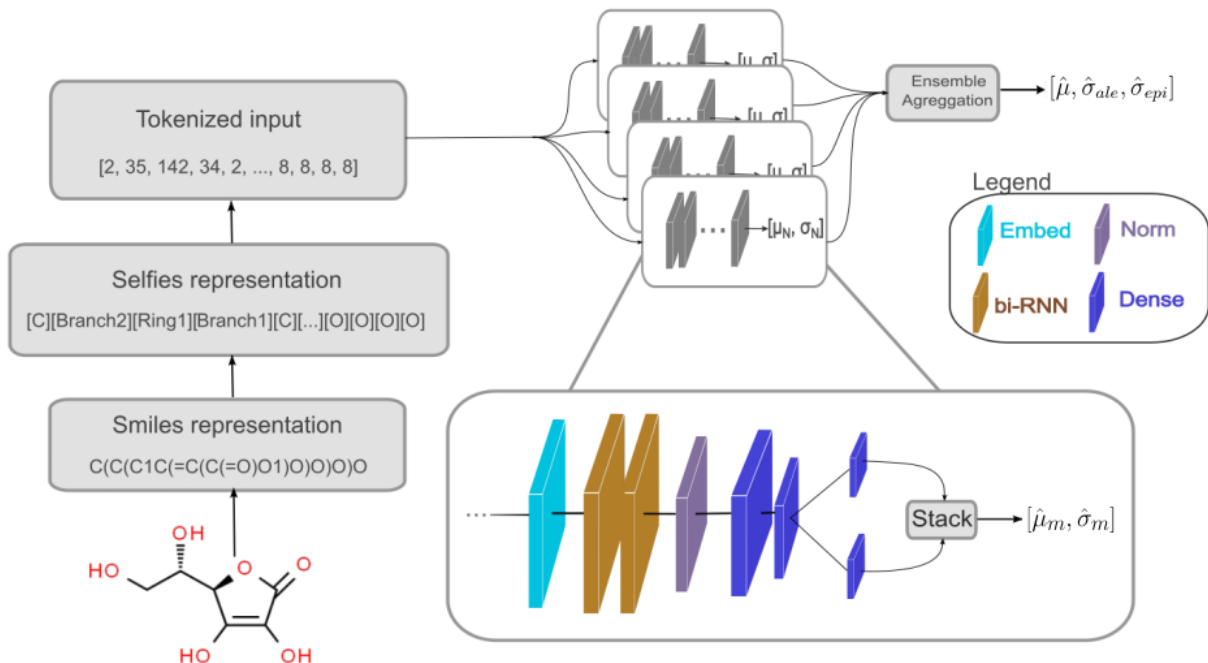 Tokenized input
[2, 35, 142, 34, 2, ..., 8, 8, 8, 8]
Selfies representation
[C][Branch2][Ring1][Branch1][C][...][O][O][O][O]
Smiles representation
C(C(C1C(=C(C(=O)O1)O)O)O)O
OH
HO
O
O
HO
OH
[μ, σ]
[μ, σ]
[μ, σ]
[μN, σN]
Ensemble
Agreggation
[μ̂, σ̂ale, σ̂epi]
Legend
Embed
Norm
bi-RNN
Dense
Stack
[μ̂m, σ̂m]